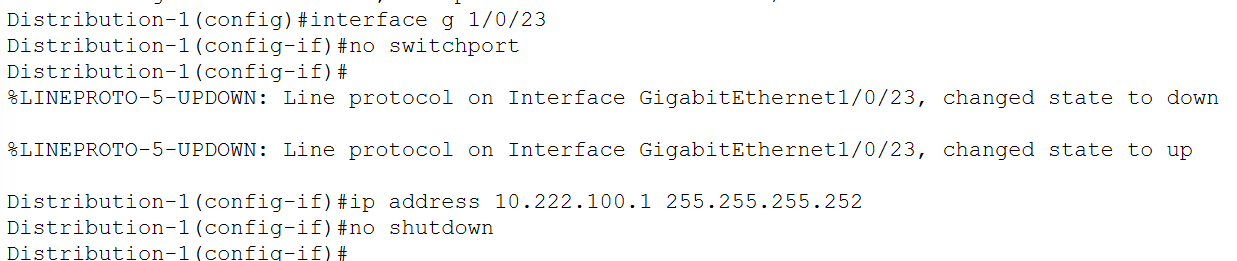 Distribution-1(config)#interface g 1/0/23
Distribution-1(config-if)#no switchport
Distribution-1(config-if)#
%LINEPROTO-5-UPDOWN: Line protocol on Interface GigabitEthernet1/0/23, changed state to down
%LINEPROTO-5-UPDOWN: Line protocol on Interface GigabitEthernet1/0/23, changed state to up
Distribution-1(config-if)#ip address 10.222.100.1 255.255.255.252
Distribution-1(config-if)#no shutdown
Distribution-1(config-if)#